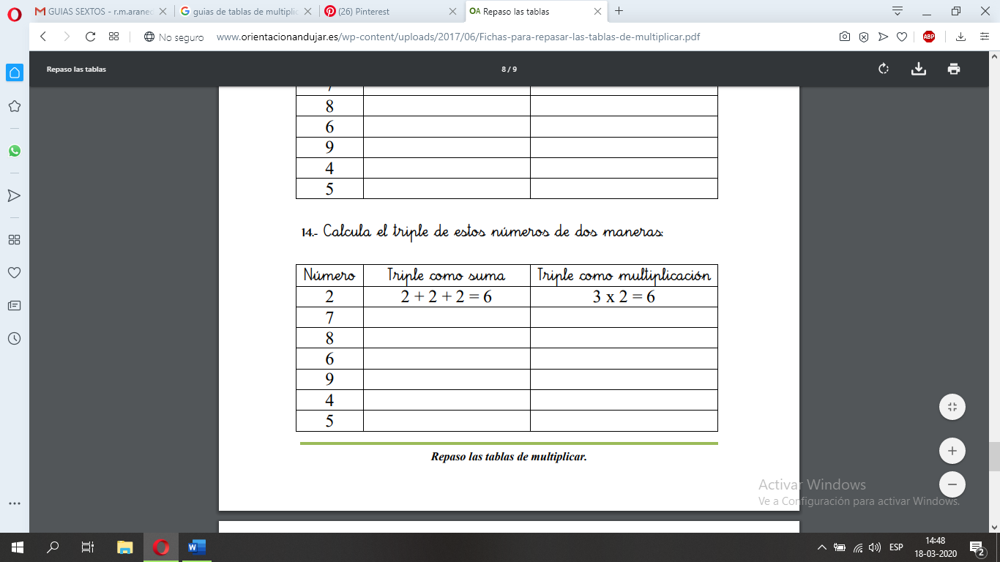 GUIAS SEXTOS - r.m.araned
guias de tablas de multiplic
(26) Pinterest
OA Repaso las tablas
No seguro www.orientacionandujar.es/wp-content/uploads/2017/06/Fichas-para-repasar-las-tablas-de-multiplicar.pdf
ABP
Repaso las tablas 8 / 9
7
8
6
9
4
5
14.- Calcula el triple de estos números de dos maneras:
Número Triple como suma Triple como multiplicación
2 2 + 2 + 2 = 6 3 x 2 = 6
7
8
6
9
4
5
Repaso las tablas de multiplicar.
Activar Windows
Ve a Configuración para activar Windows.
ESP 14:48
18-03-2020
2